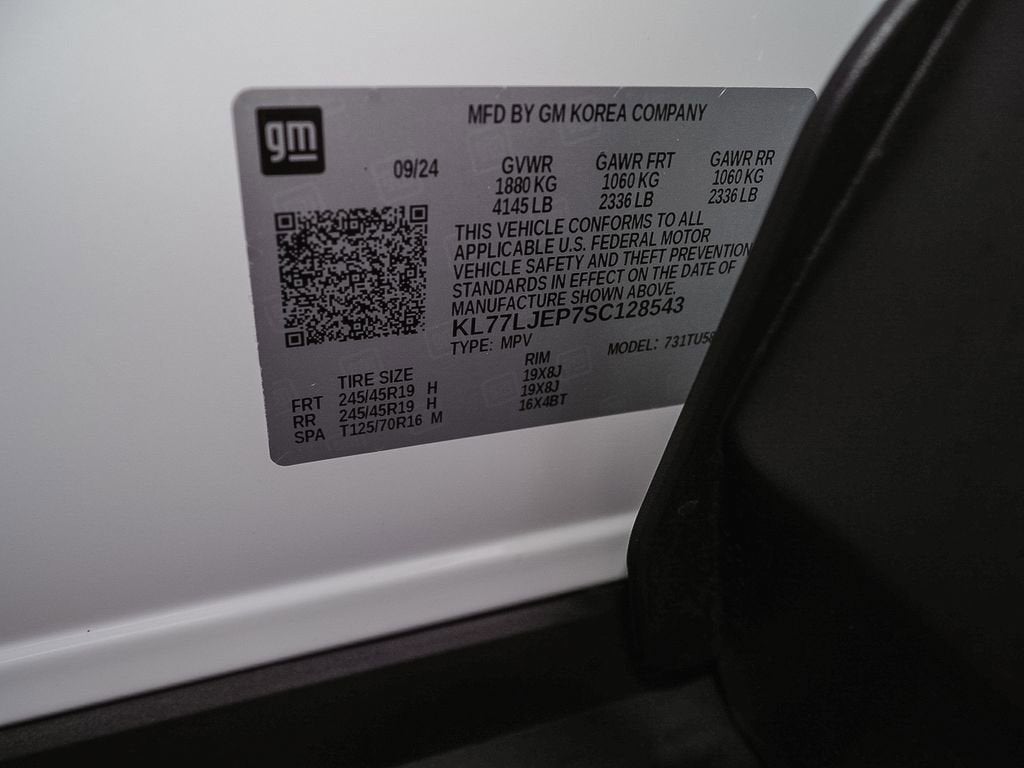 gm
MFD BY GM KOREA COMPANY
09/24
GVWR GAWR FRT GAWR RR
1880 KG 1060 KG 1060 KG
4145 LB 2336 LB 2336 LB
THIS VEHICLE CONFORMS TO ALL
APPLICABLE U.S. FEDERAL MOTOR
VEHICLE SAFETY AND THEFT PREVENTION
STANDARDS IN EFFECT ON THE DATE OF
MANUFACTURE SHOWN ABOVE.
KL77LJEP7SC128543
TYPE: MPV MODEL: 731TU58
TIRE SIZE RIM
FRT 245/45R19 H 19X8J
RR 245/45R19 H 19X8J
SPA T125/70R16 M 16X4BT